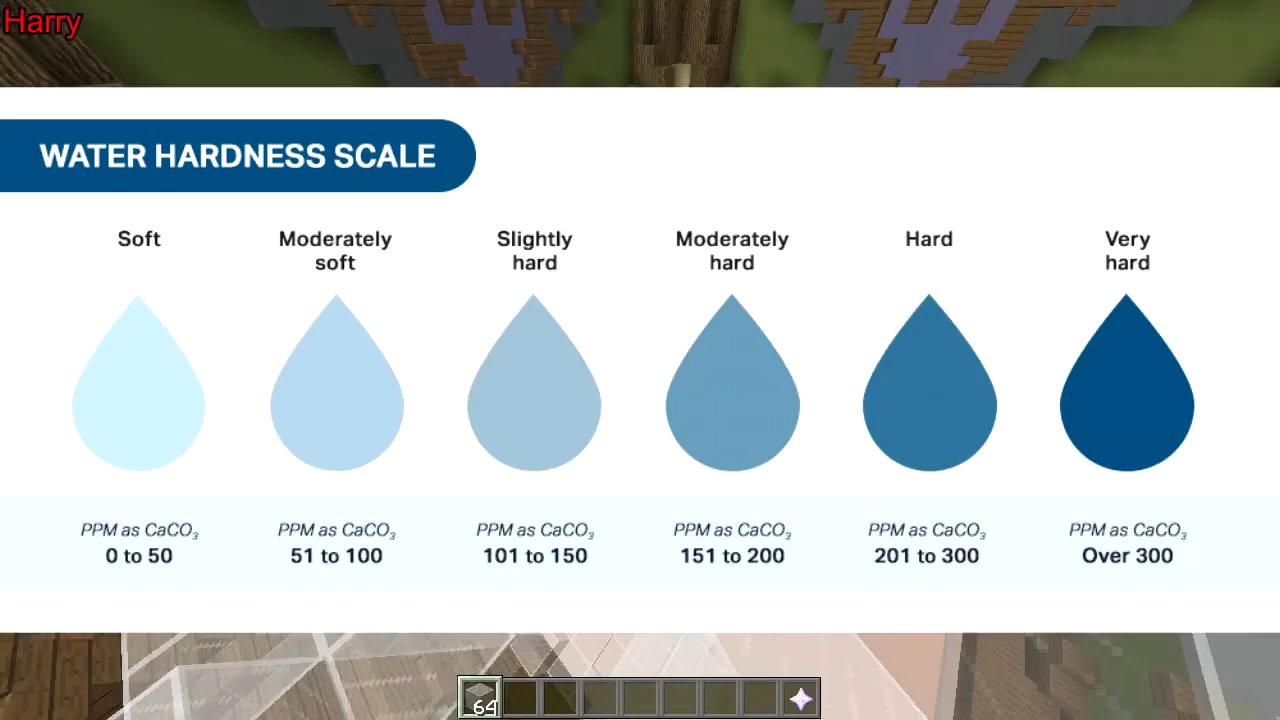 Harry
WATER HARDNESS SCALE
Soft
Moderately
soft
Slightly
hard
Moderately
hard
Hard
Very
hard
PPM as CaCO₃
0 to 50
PPM as CaCO₃
51 to 100
PPM as CaCO₃
101 to 150
PPM as CaCO₃
151 to 200
PPM as CaCO₃
201 to 300
PPM as CaCO₃
Over 300
64